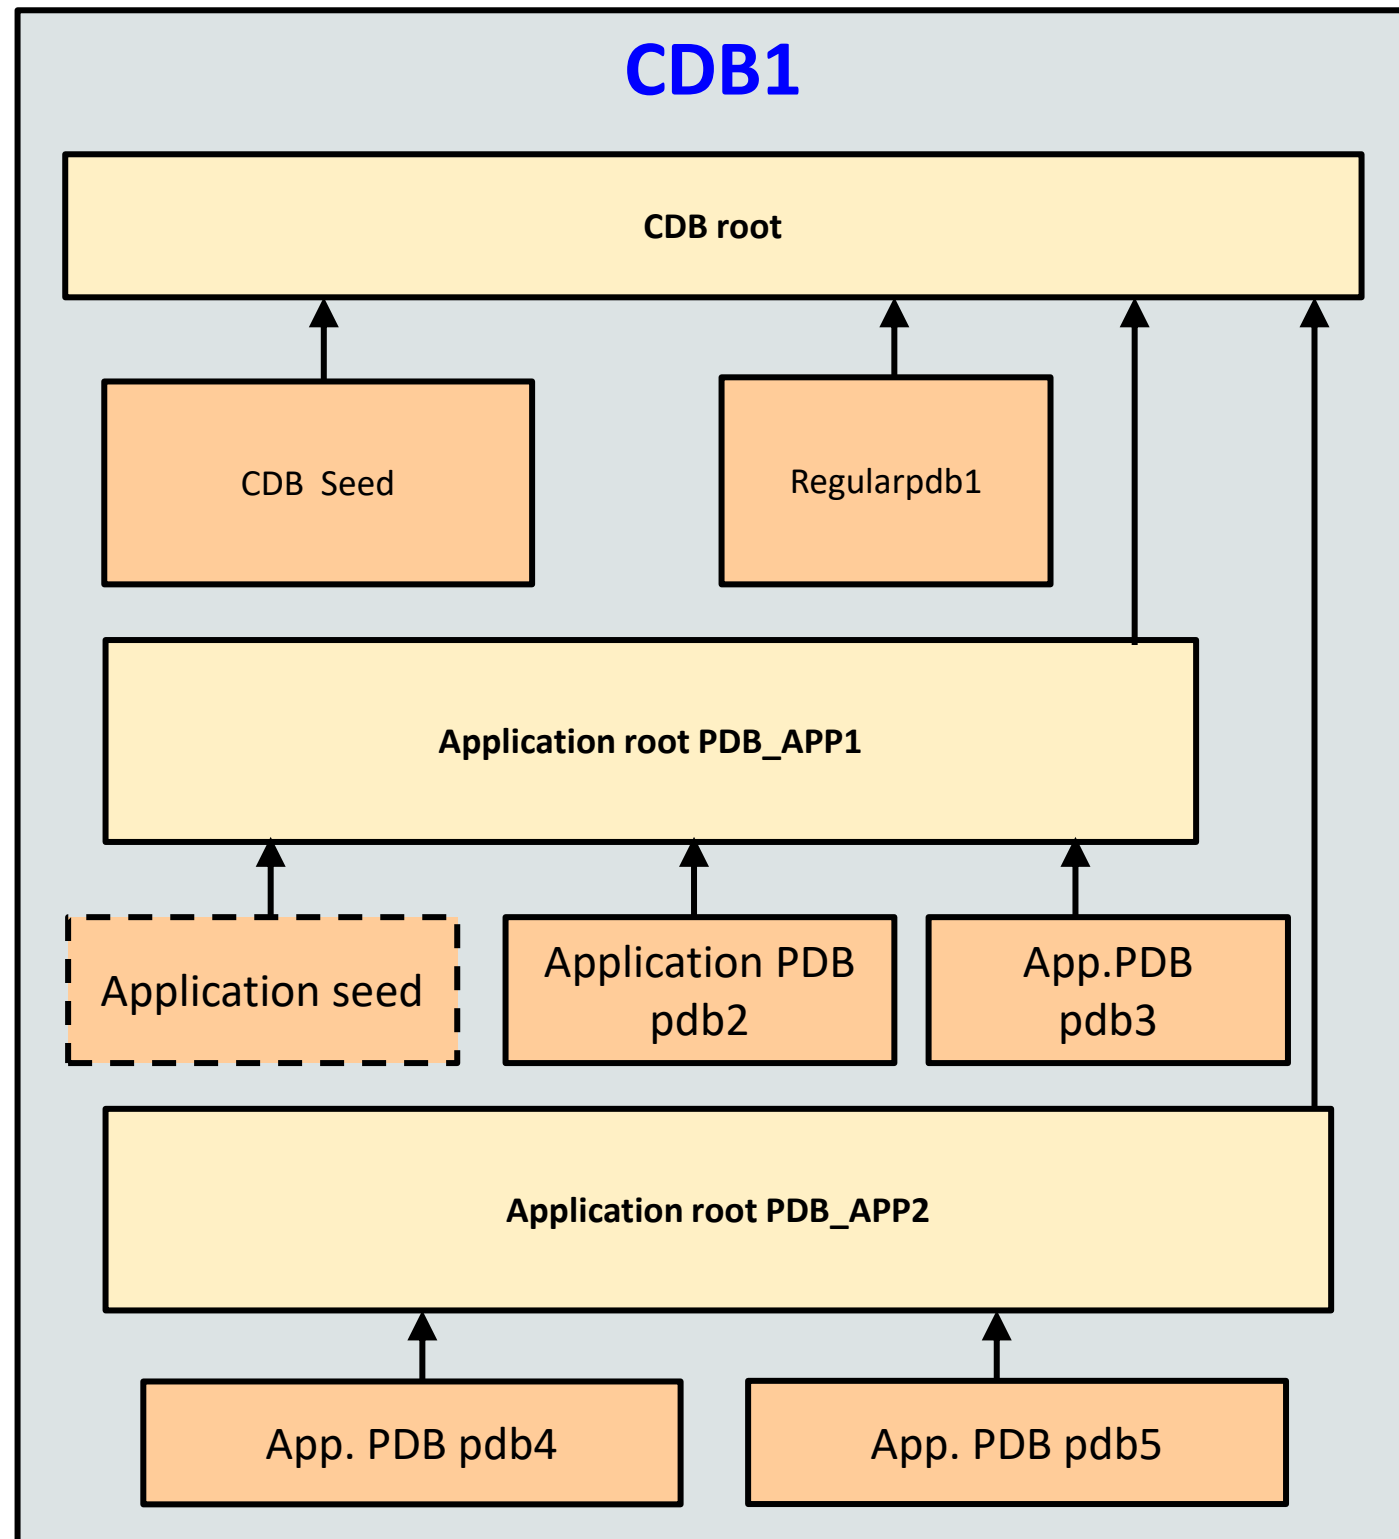 CDB1
CDB root
CDB  Seed
Regularpdb1
Application root PDB_APP1
Application seed
Application PDB
pdb2
App.PDB
pdb3
Application root PDB_APP2
App. PDB pdb4
App. PDB pdb5